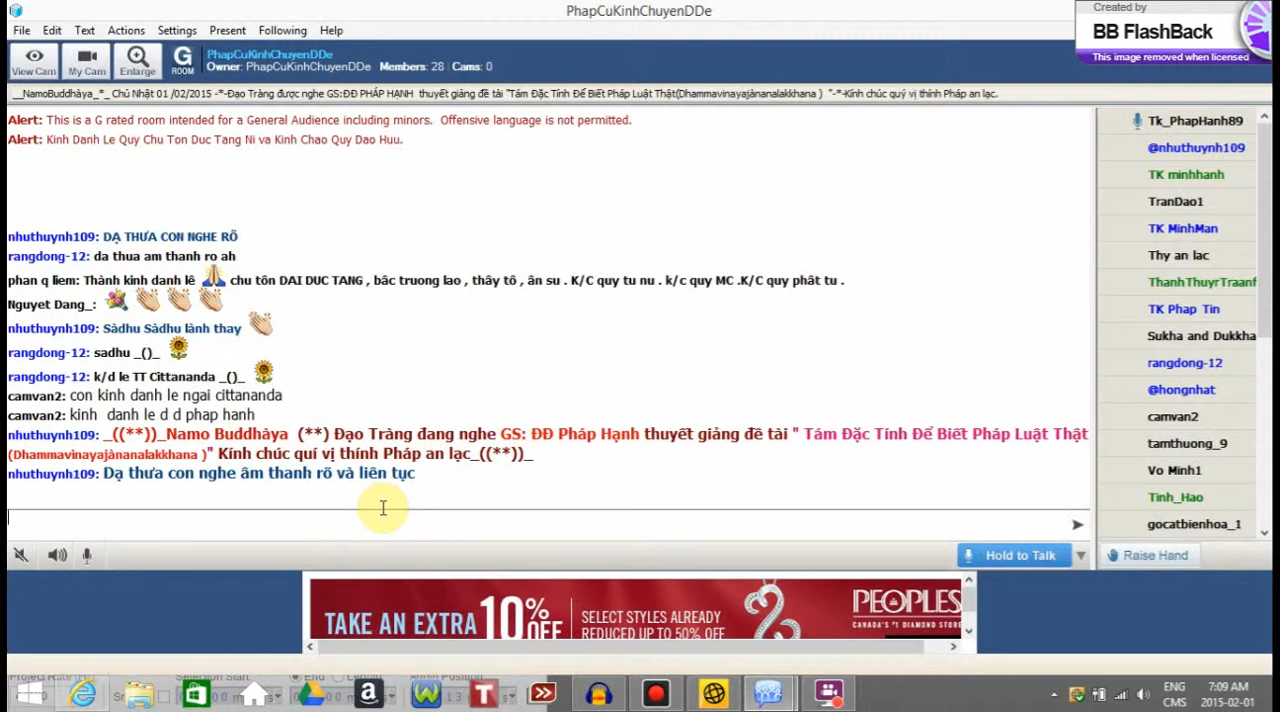 PhapCuKinhChuyenDDe
Created by
BB FlashBack
This image removed when licensed
File Edit Text Actions Settings Present Following Help
View Cam My Cam Enlarge G ROOM
PhapCuKinhChuyenDDe
Owner: PhapCuKinhChuyenDDe Members: 28 Cams: 0
__NamoBuddhàya_*_ Chủ Nhật 01 /02/2015 -*-Đạo Tràng được nghe GS:ĐĐ PHÁP HẠNH thuyết giảng đề tài "Tám Đặc Tính Để Biết Pháp Luật Thật(Dhammavinayajànanalakkhana ) "-*-Kính chúc quý vị thính Pháp an lạc.
Alert: This is a G rated room intended for a General Audience including minors. Offensive language is not permitted.
Alert: Kinh Danh Le Quy Chu Ton Duc Tang Ni va Kinh Chao Quy Dao Huu.
nhuthuynh109: DẠ THƯA CON NGHE RÕ
rangdong-12: da thua am thanh ro ah
phan q liem: Thành kinh danh lê chu tôn DAI DUC TANG , bâc truong lao , thây tô , ân su . K/C quy tu nu . k/c quy MC .K/C quy phât tu .
Nguyet Dang_:
nhuthuynh109: Sàdhu Sàdhu lành thay
rangdong-12: sadhu _()_
rangdong-12: k/d le TT Cittananda _()_
camvan2: con kinh danh le ngai cittananda
camvan2: kinh danh le d d phap hanh
nhuthuynh109: _((**))_Namo Buddhàya (**) Đạo Tràng đang nghe GS: ĐĐ Pháp Hạnh thuyết giảng đề tài " Tám Đặc Tính Để Biết Pháp Luật Thật
(Dhammavinayajànanalakkhana )" Kính chúc quí vị thính Pháp an lạc_((**))_
nhuthuynh109: Dạ thưa con nghe âm thanh rõ và liên tục
Tk_PhapHanh89
@nhuthuynh109
TK minhhanh
TranDao1
TK MinhMan
Thy an lac
ThanhThuyrTraanf
TK Phap Tin
Sukha and Dukkha
rangdong-12
@hongnhat
camvan2
tamthuong_9
Vo Minh1
Tinh_Hao
gocatbienhoa_1
Hold to Talk
Raise Hand
TAKE AN EXTRA 10% OFF
SELECT STYLES ALREADY
REDUCED UP TO 50% OFF
PEOPLES
CANADA'S #1 DIAMOND STORE
ENG
CMS
7:09 AM
2015-02-01